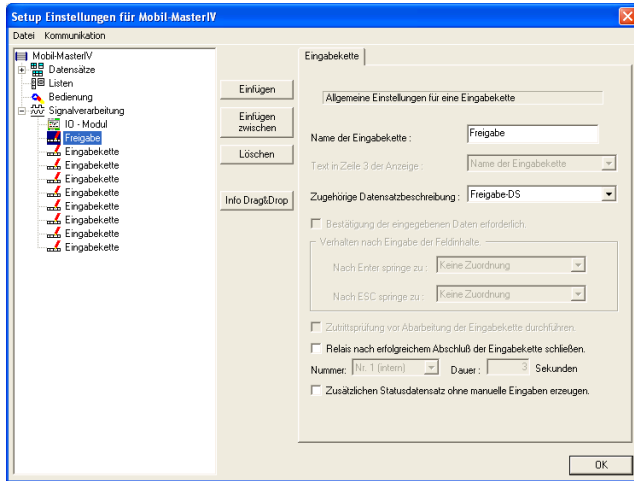 Setup Einstellungen für Mobil-MasterIV
Datei Kommunikation
Mobil-MasterIV
Datensätze
Listen
Bedienung
Signalverarbeitung
IO - Modul
Freigabe
Eingabekette
Eingabekette
Eingabekette
Eingabekette
Eingabekette
Eingabekette
Eingabekette
Einfügen
Einfügen
zwischen
Löschen
Info Drag&Drop
Eingabekette
Allgemeine Einstellungen für eine Eingabekette
Name der Eingabekette : Freigabe
Text in Zeile 3 der Anzeige : Name der Eingabekette
Zugehörige Datensatzbeschreibung : Freigabe-DS
Bestätigung der eingegebenen Daten erforderlich.
Verhalten nach Eingabe der Feldinhalte.
Nach Enter springe zu : Keine Zuordnung
Nach ESC springe zu : Keine Zuordnung
Zutrittsprüfung vor Abarbeitung der Eingabekette durchführen.
Relais nach erfolgreichem Abschluß der Eingabekette schließen.
Nummer: Nr. 1 (intern) Dauer : 3 Sekunden
Zusätzlichen Statusdatensatz ohne manuelle Eingaben erzeugen.
OK